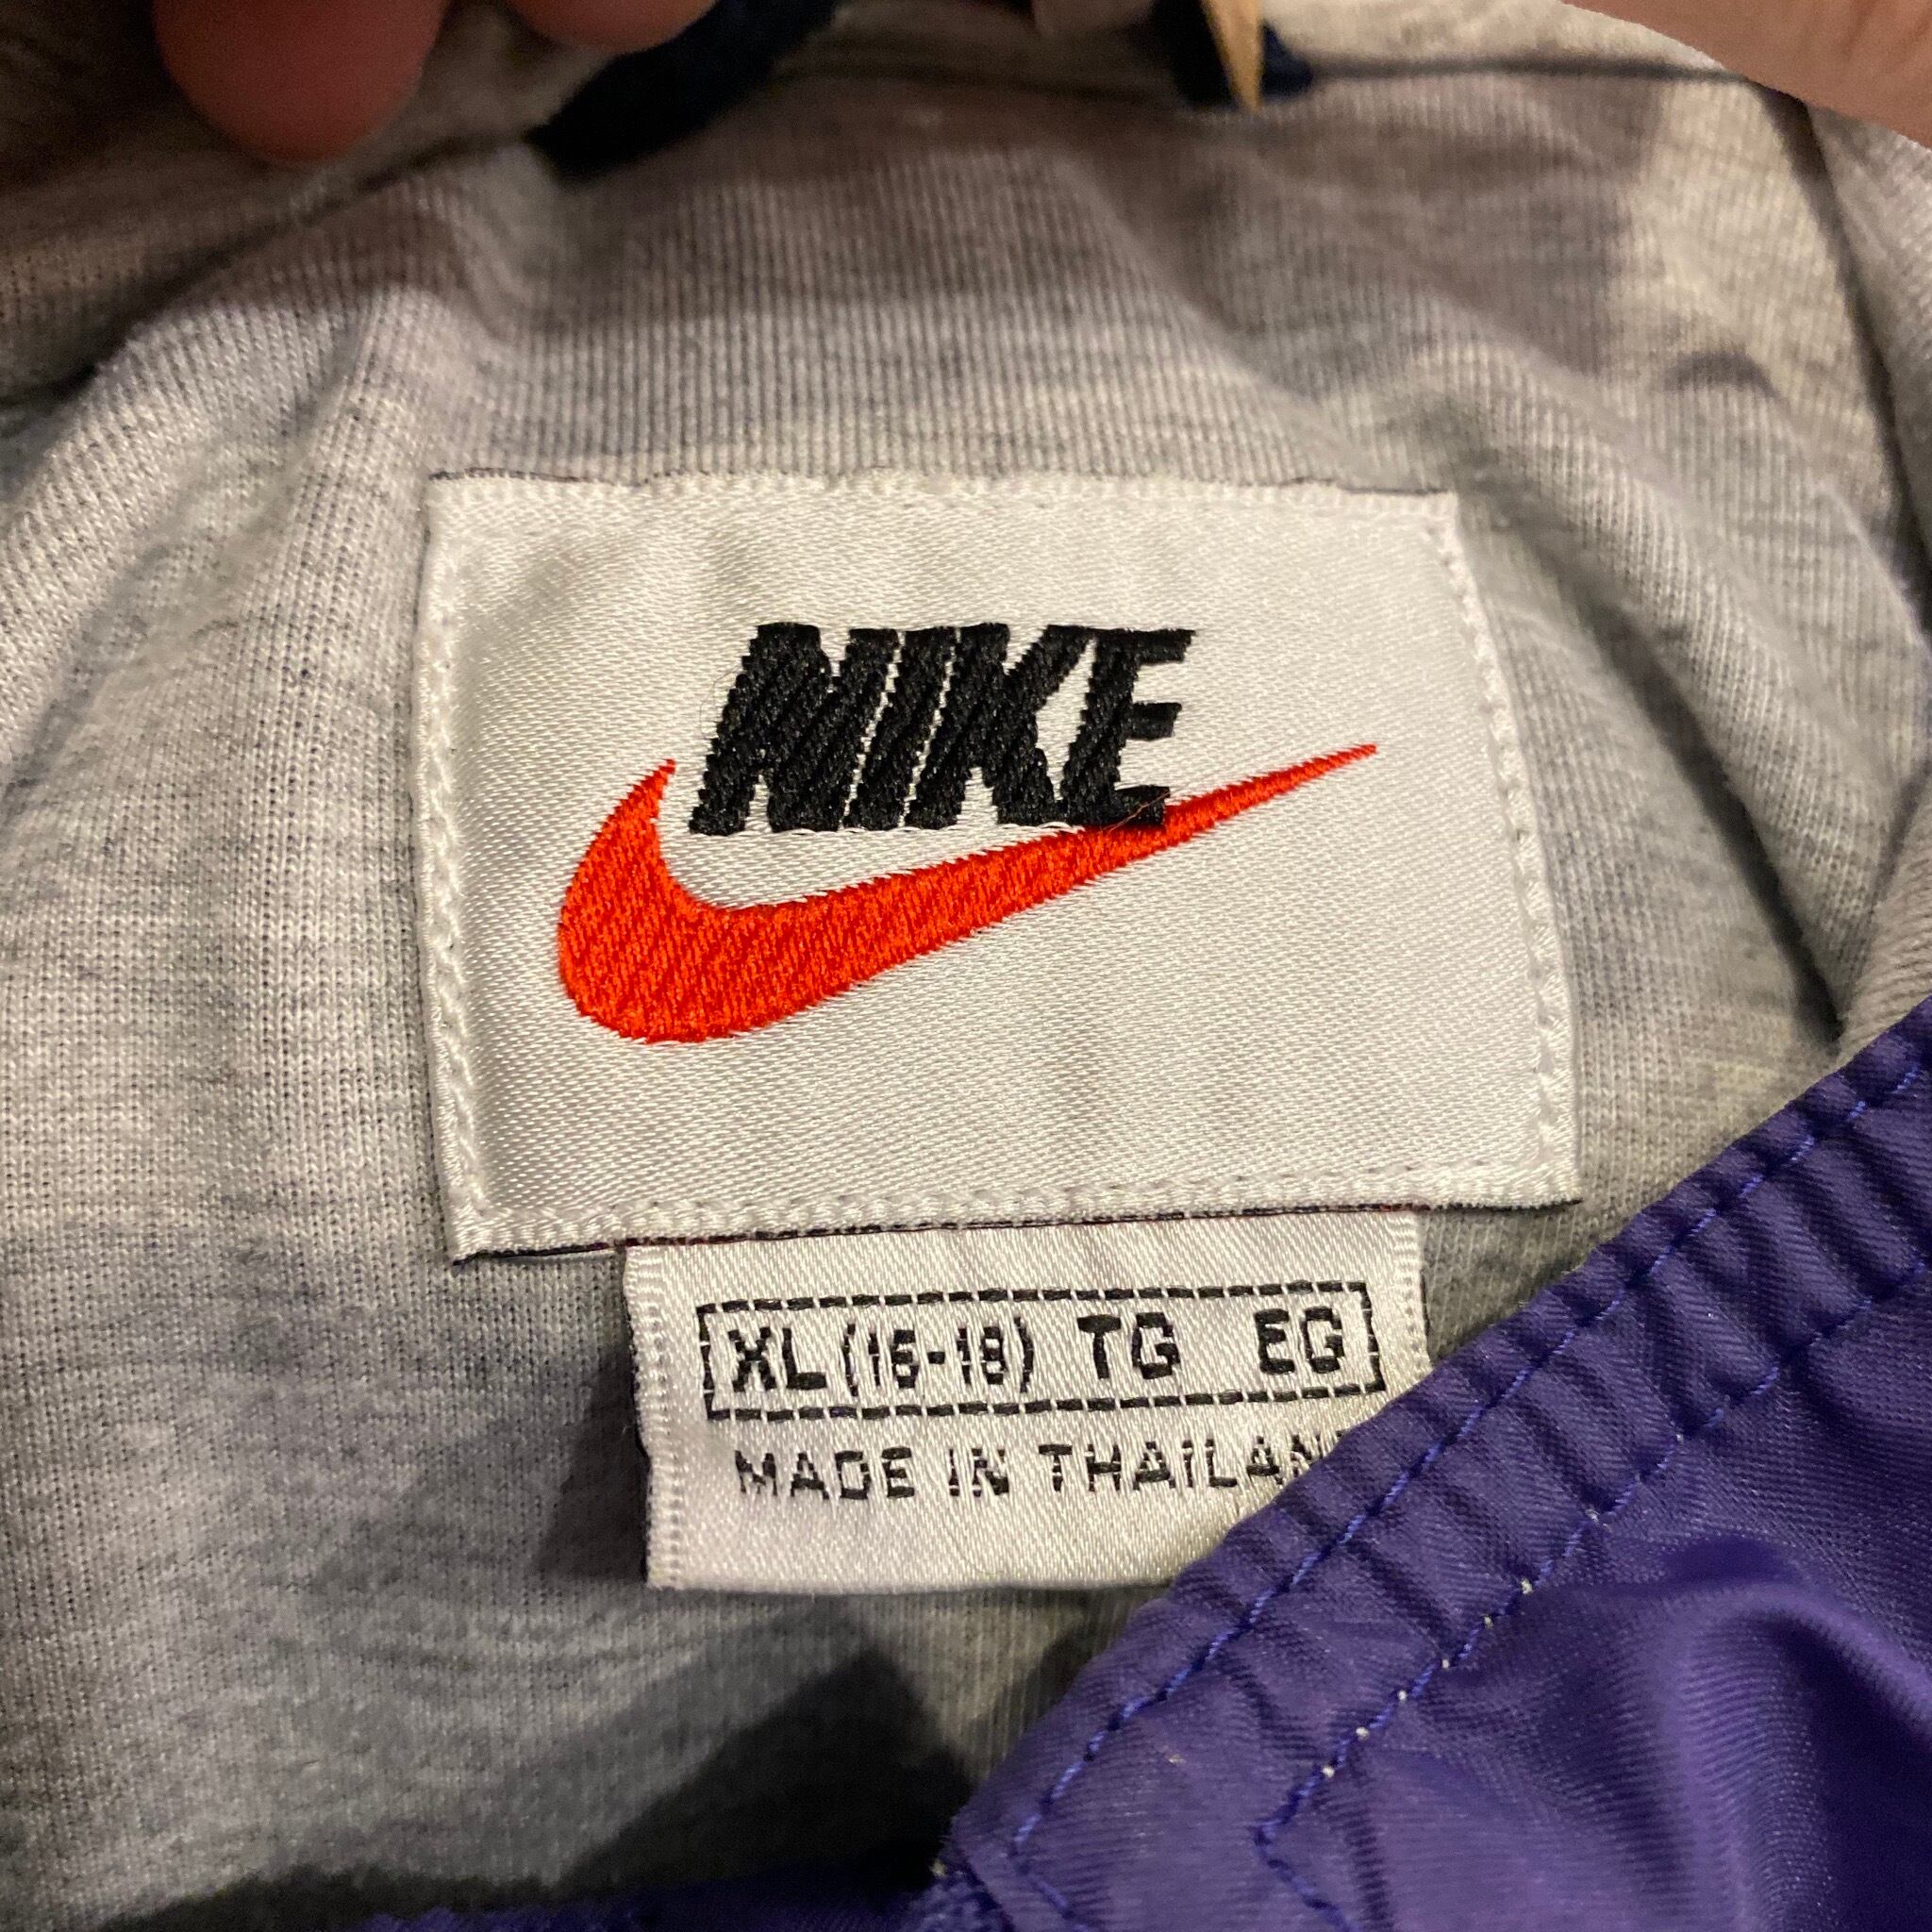 NIKE
XL (16-18) TG EG
MADE IN THAILAN